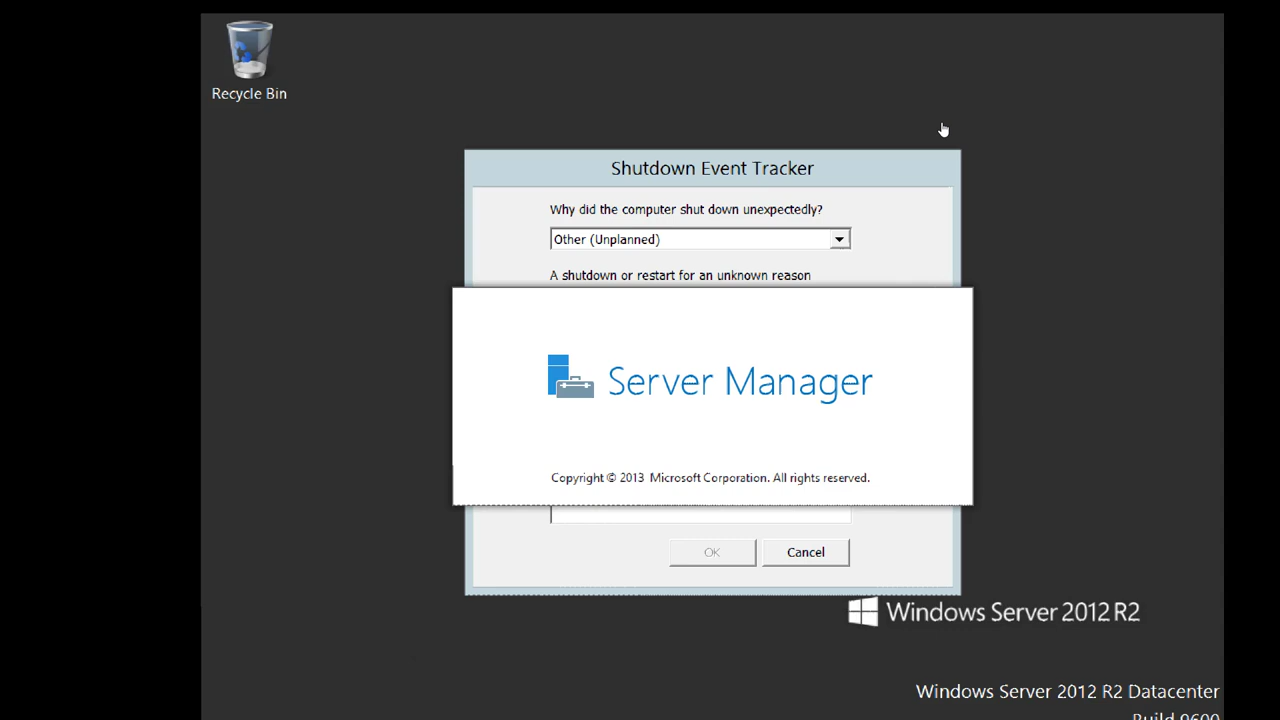 Recycle Bin
Shutdown Event Tracker
Why did the computer shut down unexpectedly?
Other (Unplanned)
A shutdown or restart for an unknown reason
Server Manager
Copyright © 2013 Microsoft Corporation. All rights reserved.
OK
Cancel
Windows Server 2012 R2
Windows Server 2012 R2 Datacenter
Build 9600